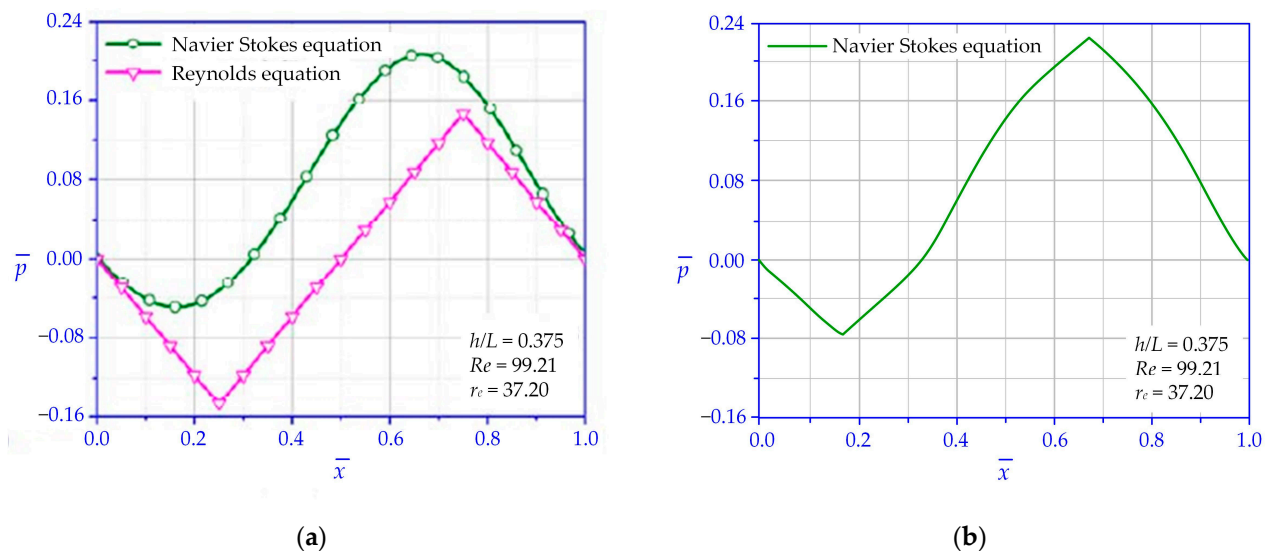 0.24
0.16
0.08
0.00
−0.08
−0.16
p̅
Navier Stokes equation
Reynolds equation
h/L = 0.375
Re = 99.21
rₑ = 37.20
0.0 0.2 0.4 0.6 0.8 1.0
x̅
(a)
0.24
0.16
0.08
0.00
−0.08
−0.16
p̅
Navier Stokes equation
h/L = 0.375
Re = 99.21
rₑ = 37.20
0.0 0.2 0.4 0.6 0.8 1.0
x̅
(b)